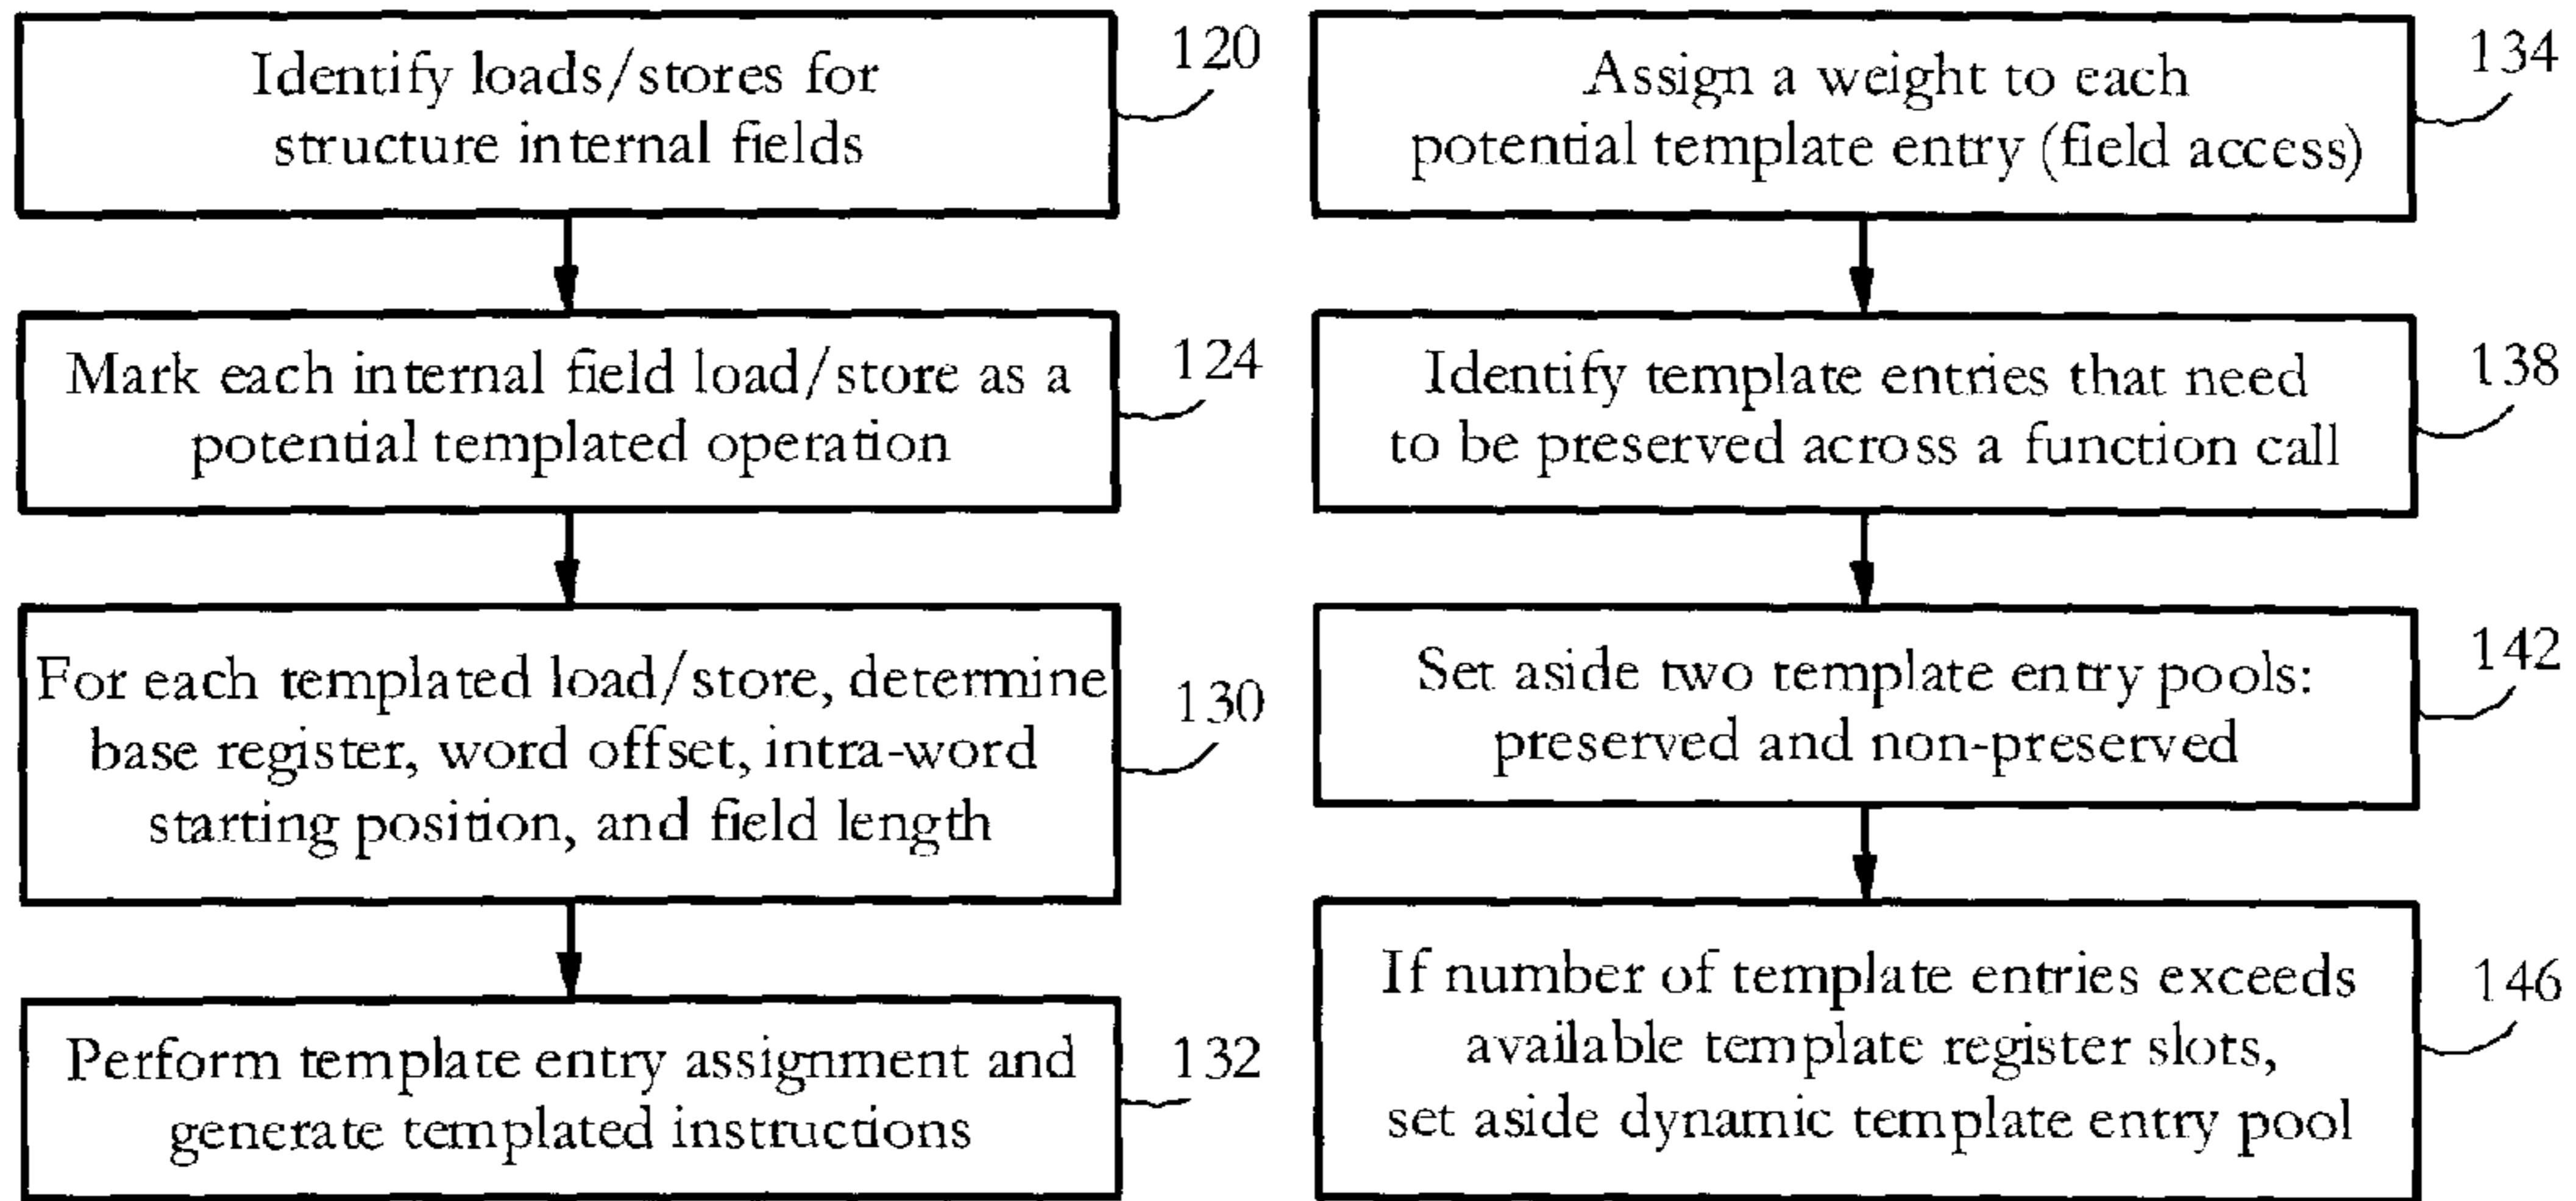 Identify loads/stores for
structure internal fields
120
Mark each internal field load/store as a
potential templated operation
124
For each templated load/store, determine
base register, word offset, intra-word
starting position, and field length
130
Perform template entry assignment and
generate templated instructions
132
Assign a weight to each
potential template entry (field access)
134
Identify template entries that need
to be preserved across a function call
138
Set aside two template entry pools:
preserved and non-preserved
142
If number of template entries exceeds
available template register slots,
set aside dynamic template entry pool
146